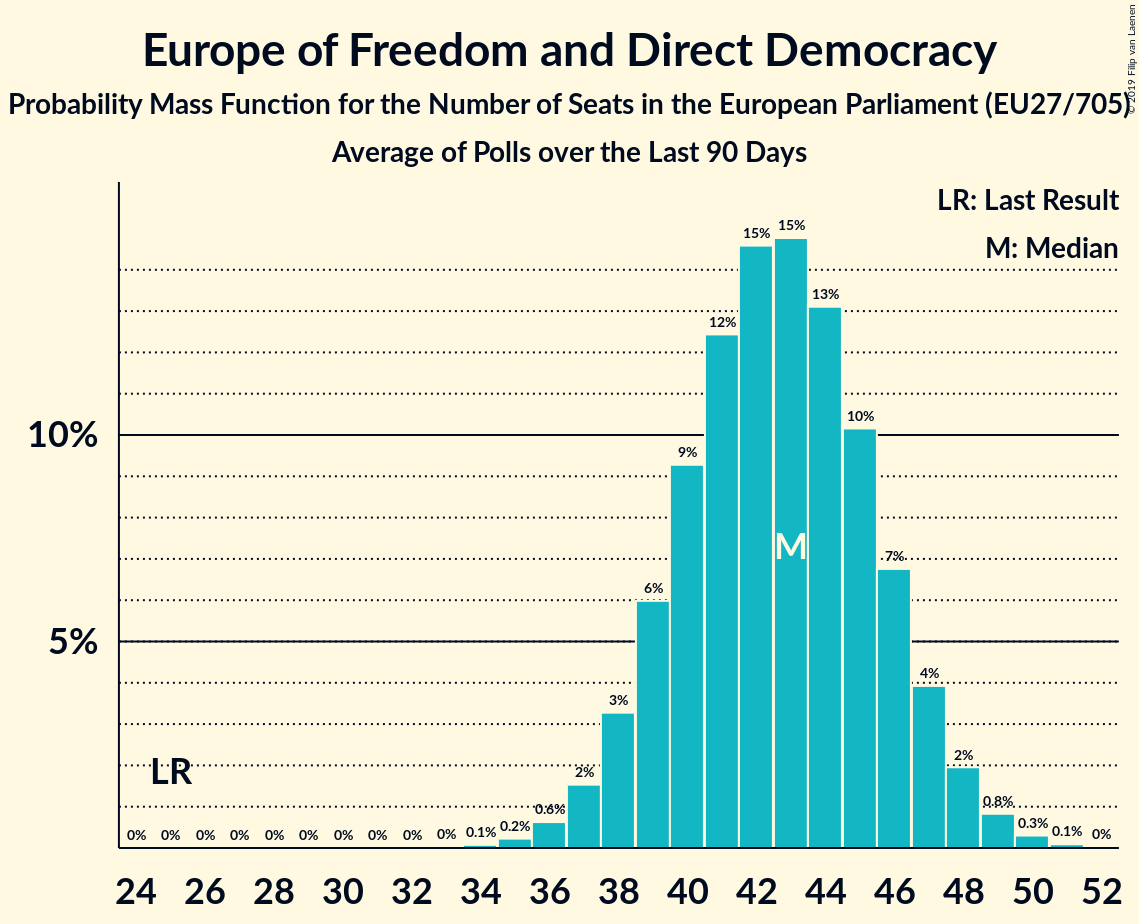 Europe of Freedom and Direct Democracy
Probability Mass Function for the Number of Seats in the European Parliament (EU27/705)
Average of Polls over the Last 90 Days
© 2019 Filip van Laenen
LR: Last Result
M: Median
15%
15%
13%
12%
10%
10%
9%
M
7%
6%
5%
4%
3%
2%
2%
LR
0.8%
0.6%
0% 0% 0% 0% 0% 0% 0% 0% 0% 0% 0.1% 0.2% 0.3% 0.1% 0%
24 26 28 30 32 34 36 38 40 42 44 46 48 50 52